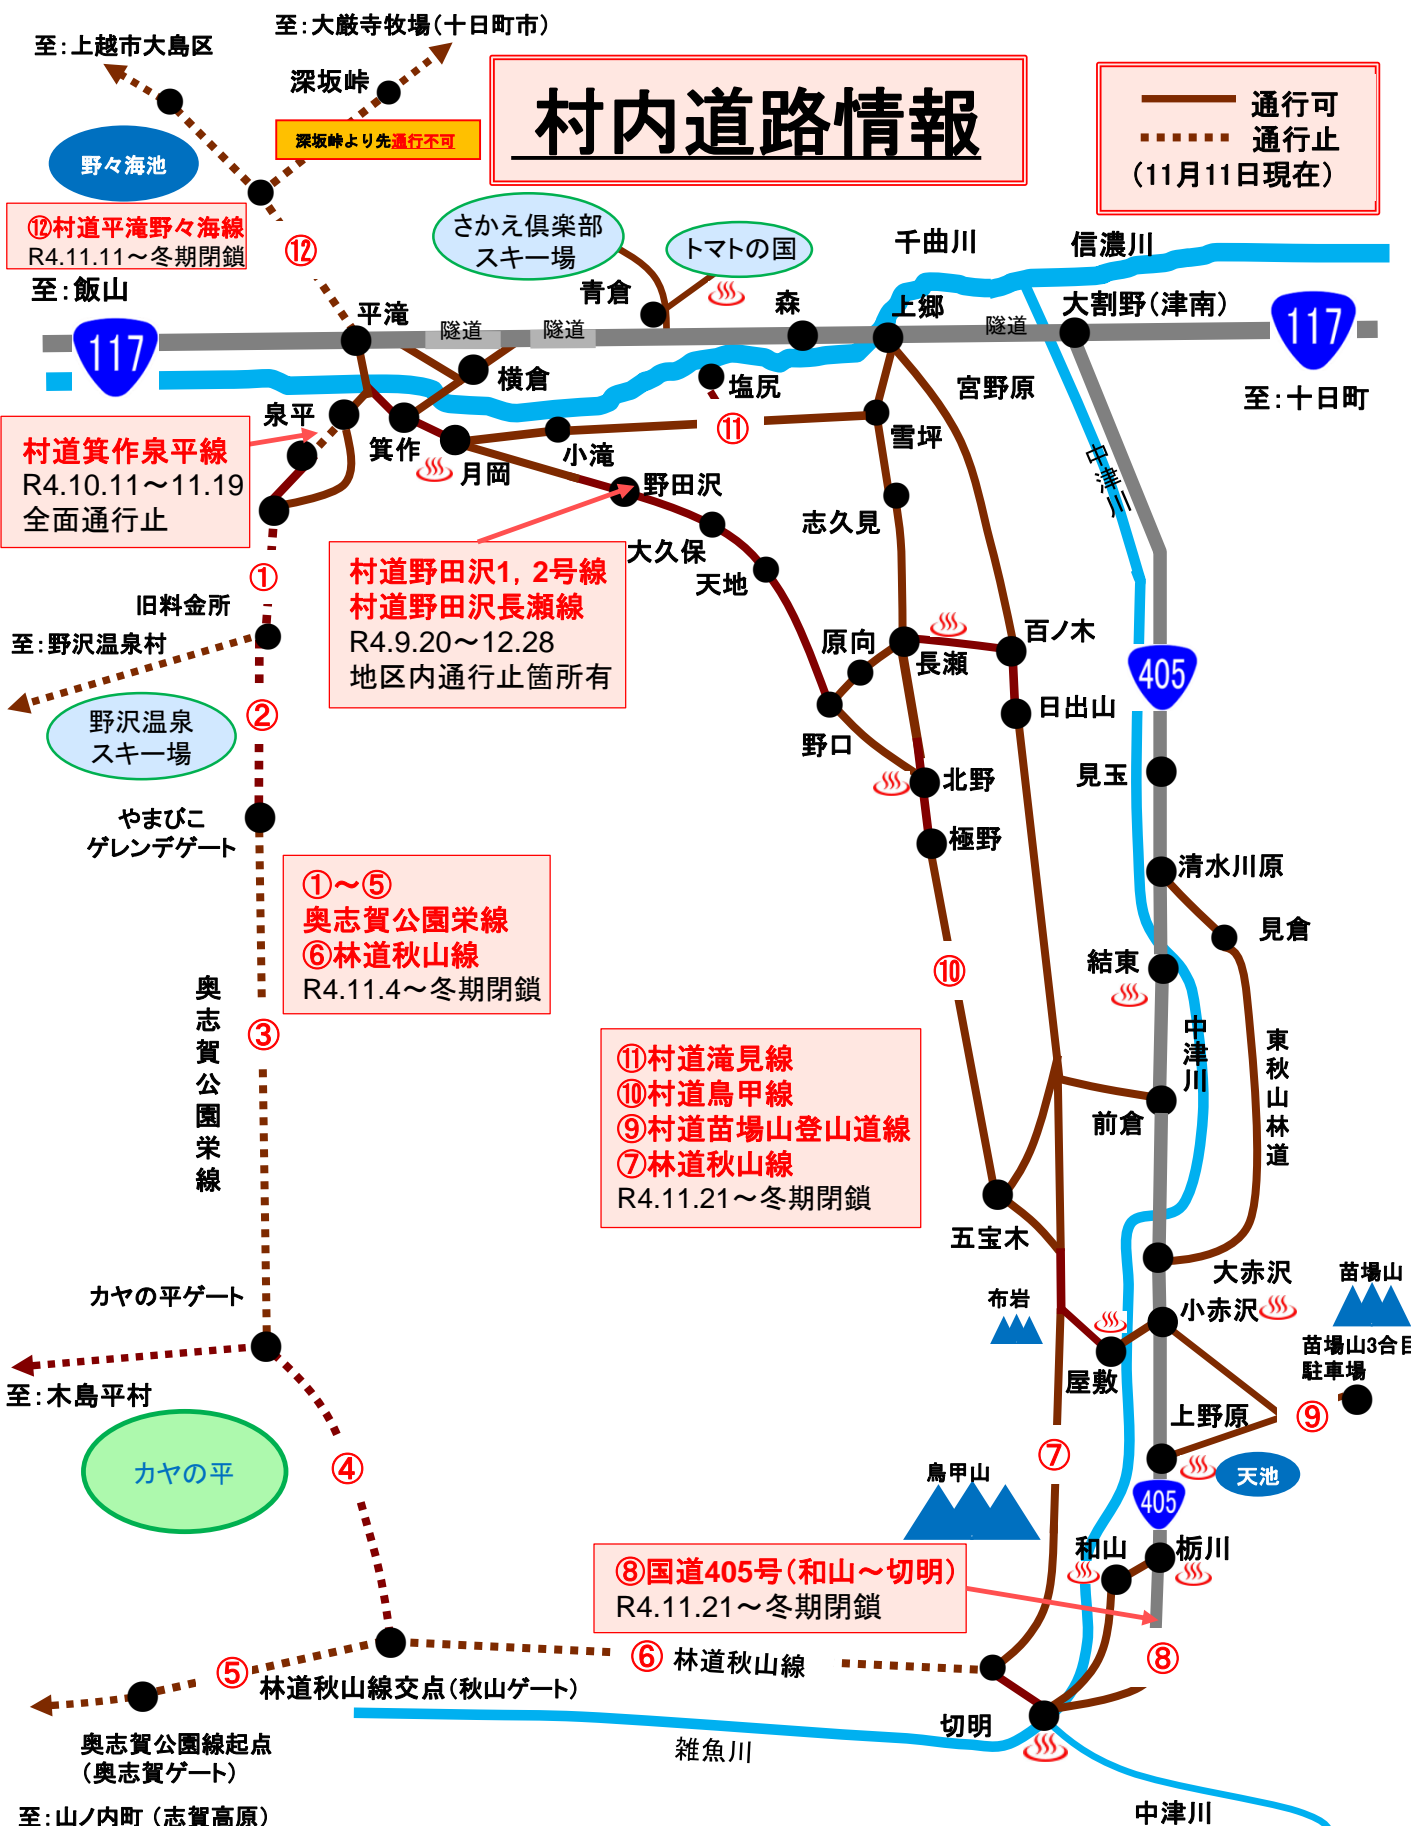 至：大厳寺牧場（十日町市）
至：上越市大島区
深坂峠
村内道路情報
通行可
通行止
（11月11日現在）
深坂峠より先通行不可
野々海池
⑫村道平滝野々海線
R4.11.11～冬期閉鎖
⑫
さかえ倶楽部
スキー場
トマトの国
千曲川
信濃川
至：飯山
青倉
森
上郷
大割野（津南）
平滝
隧道
隧道
隧道
117
117
横倉
塩尻
宮野原
至：十日町
泉平
箕作
月岡
小滝
⑪
雪坪
中津川
村道箕作泉平線
R4.10.11～11.19
全面通行止
野田沢
志久見
大久保
天地
①
村道野田沢1，2号線
村道野田沢長瀬線
R4.9.20～12.28
地区内通行止箇所有
旧料金所
至：野沢温泉村
原向
長瀬
百ノ木
405
②
野沢温泉
スキー場
日出山
野口
北野
見玉
やまびこ
ゲレンデゲート
極野
清水川原
①～⑤
奥志賀公園栄線
⑥林道秋山線
R4.11.4～冬期閉鎖
見倉
結東
⑩
奥志賀公園栄線
③
中津川
東秋山林道
⑪村道滝見線
⑩村道鳥甲線
⑨村道苗場山登山道線
⑦林道秋山線
R4.11.21～冬期閉鎖
前倉
五宝木
カヤの平ゲート
大赤沢
苗場山
布岩
小赤沢
苗場山3合目
駐車場
至：木島平村
屋敷
上野原
⑨
カヤの平
④
⑦
鳥甲山
天池
405
⑧国道405号（和山～切明）
R4.11.21～冬期閉鎖
和山
栃川
⑥
林道秋山線
⑧
⑤
林道秋山線交点（秋山ゲート）
切明
奥志賀公園線起点
（奥志賀ゲート）
雑魚川
至：山ノ内町（志賀高原）
中津川